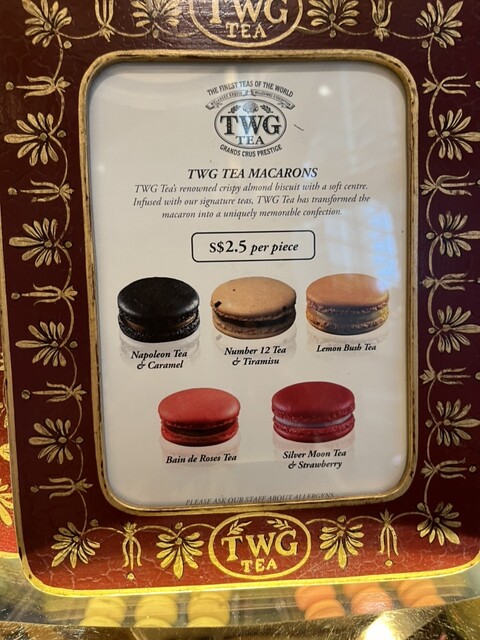 TWG
TEA
THE FINEST TEAS OF THE WORLD
TWG
TEA
GRANDS CRUS PRESTIGE
TWG TEA MACARONS
TWG Tea's renowned crispy almond biscuit with a soft centre.
Infused with our signature teas, TWG Tea has transformed the
macaron into a uniquely memorable confection.
S$2.5 per piece
Napoleon Tea
& Caramel
Number 12 Tea
& Tiramisu
Lemon Bush Tea
Bain de Roses Tea
Silver Moon Tea
& Strawberry
PLEASE ASK OUR STAFF ABOUT ALLERGENS
TWG
TEA